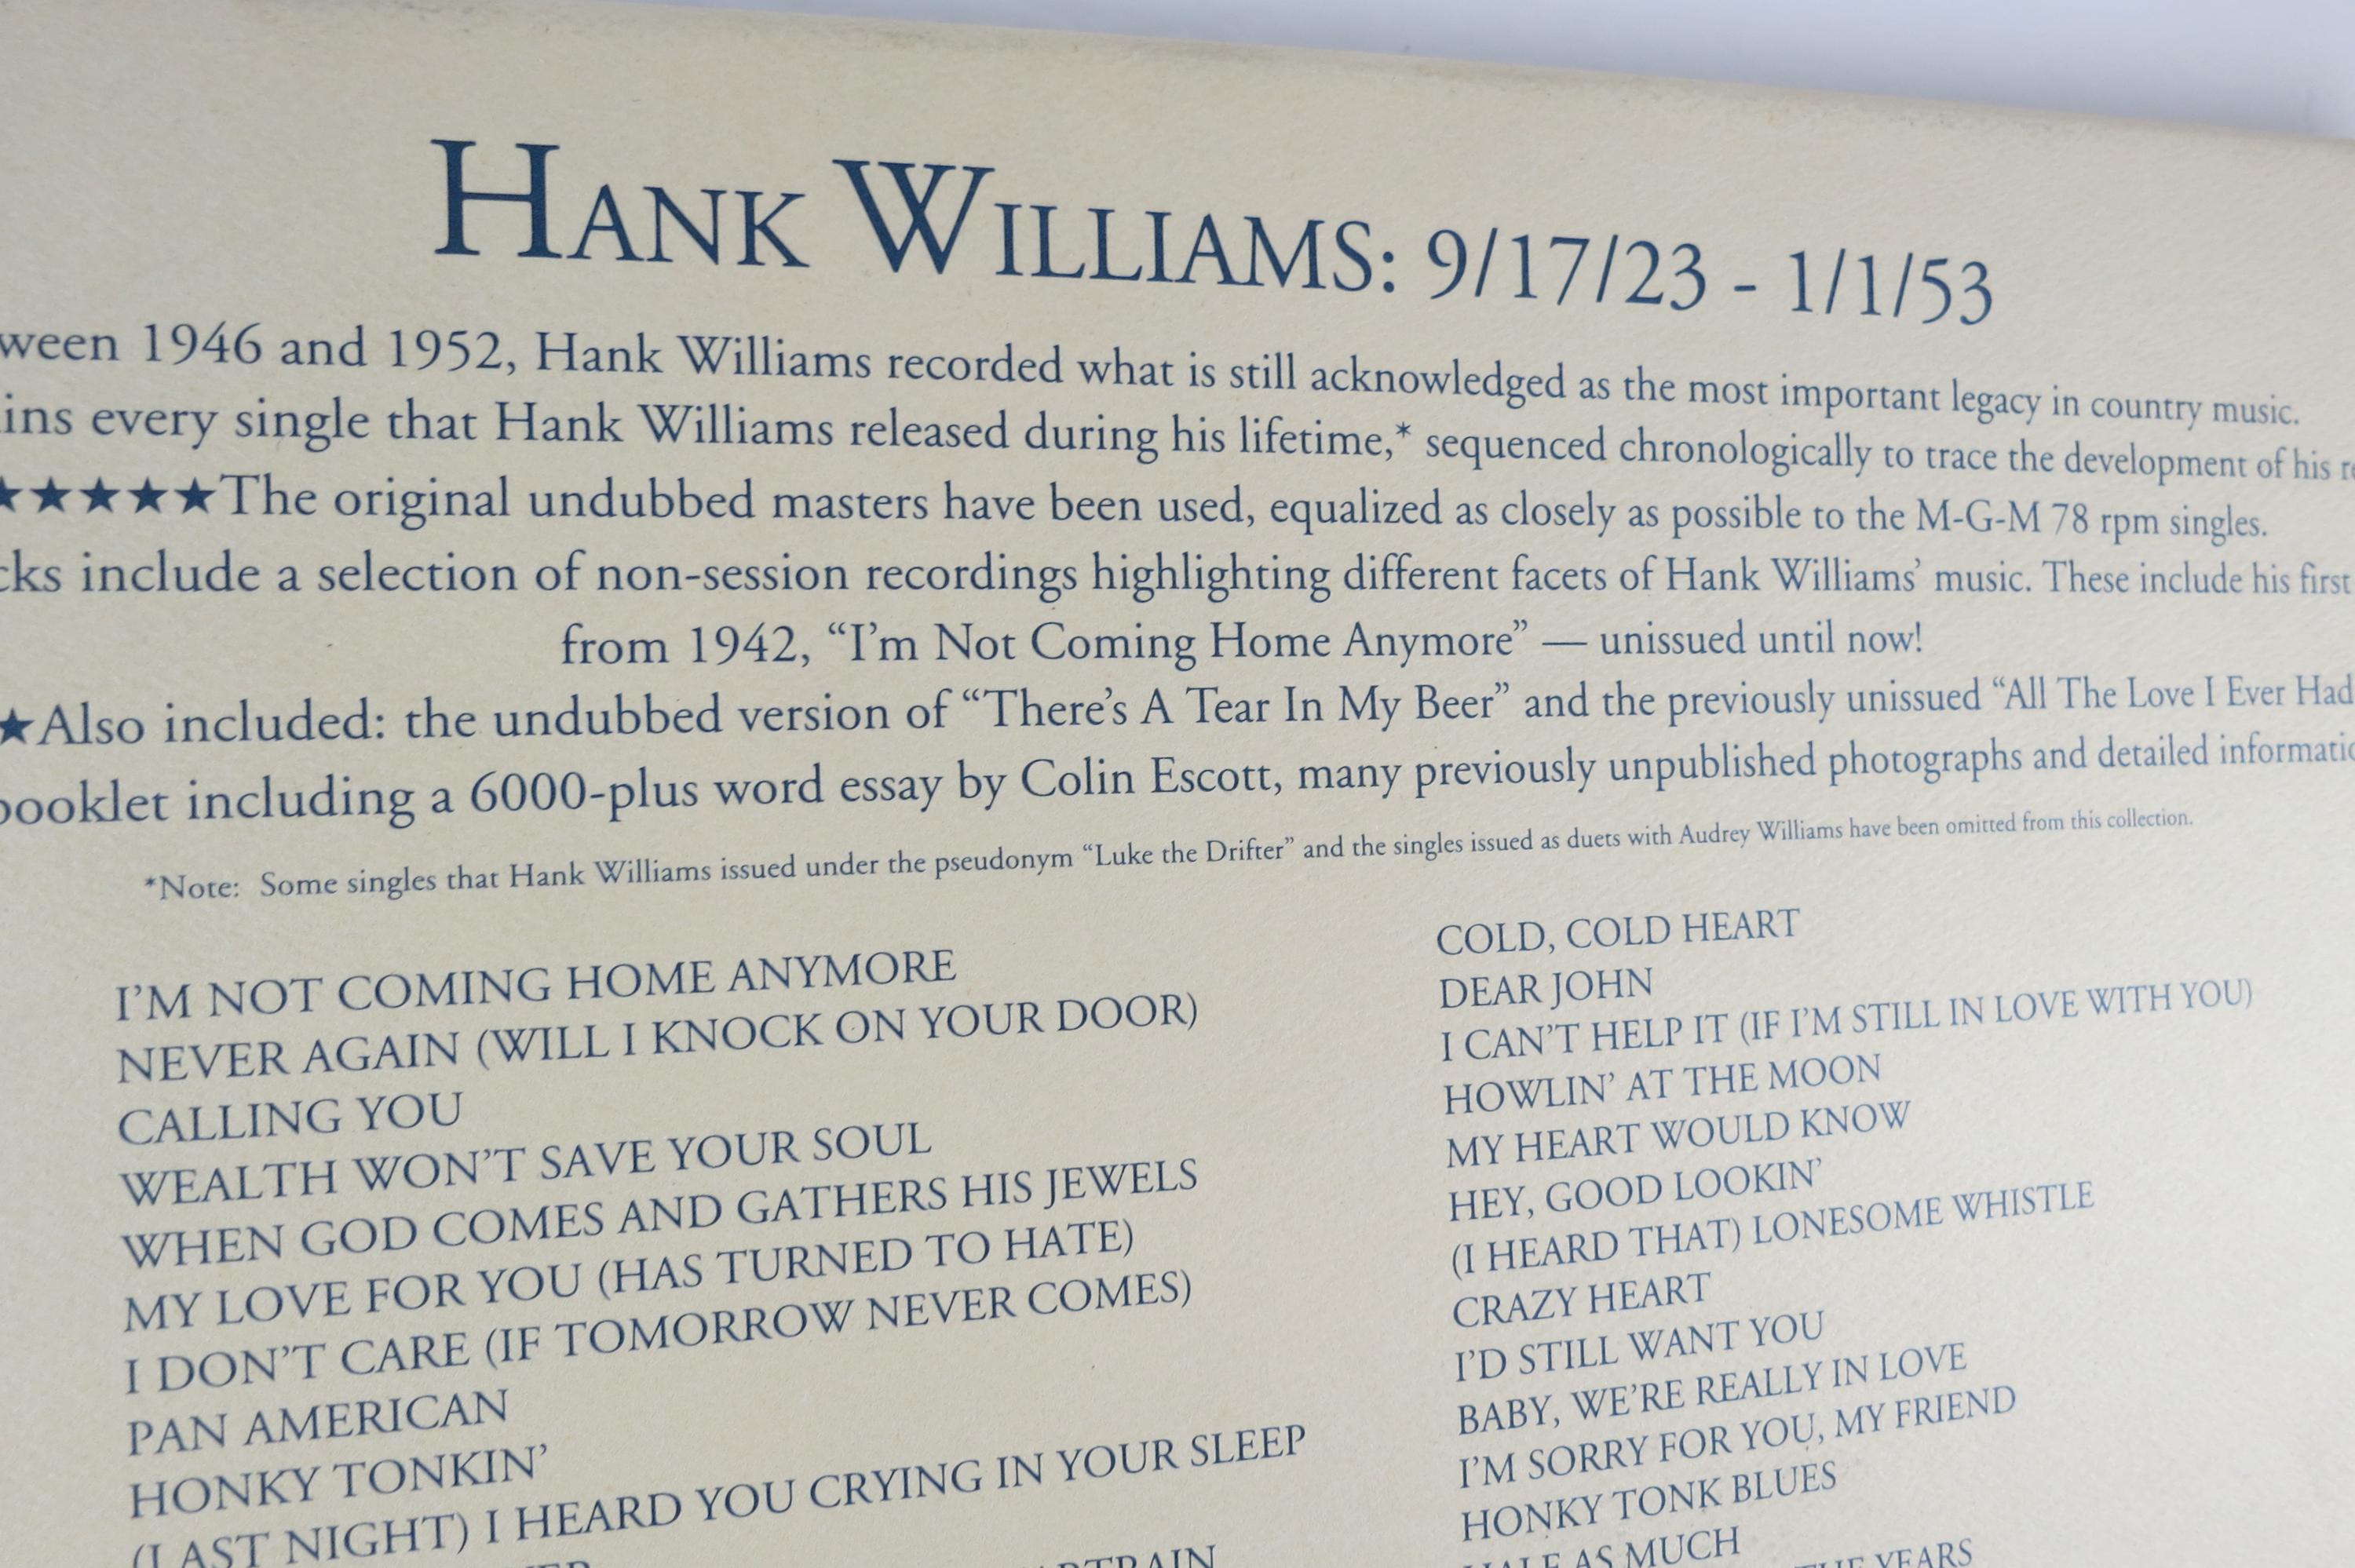 HANK WILLIAMS: 9/17/23 - 1/1/53
1946 and 1952, Hank Williams recorded what is still acknowledged as the most important legacy in country music.
every single that Hank Williams released during his lifetime,* sequenced chronologically to trace the development of his
★★★★★The original undubbed masters have been used, equalized as closely as possible to the M-G-M 78 rpm singles.
include a selection of non-session recordings highlighting different facets of Hank Williams’ music. These include his first
from 1942, “I’m Not Coming Home Anymore” — unissued until now!
★Also included: the undubbed version of “There’s A Tear In My Beer” and the previously unissued “All The Love I Ever Had
booklet including a 6000-plus word essay by Colin Escott, many previously unpublished photographs and detailed
*Note: Some singles that Hank Williams issued under the pseudonym “Luke the Drifter” and the singles issued as duets with Audrey Williams have been omitted from this collection.
I’M NOT COMING HOME ANYMORE
NEVER AGAIN (WILL I KNOCK ON YOUR DOOR)
CALLING YOU
WEALTH WON’T SAVE YOUR SOUL
WHEN GOD COMES AND GATHERS HIS JEWELS
MY LOVE FOR YOU (HAS TURNED TO HATE)
I DON’T CARE (IF TOMORROW NEVER COMES)
PAN AMERICAN
HONKY TONKIN’
(LAST NIGHT) I HEARD YOU CRYING IN YOUR SLEEP
COLD, COLD HEART
DEAR JOHN
I CAN’T HELP IT (IF I’M STILL IN LOVE WITH YOU)
HOWLIN’ AT THE MOON
MY HEART WOULD KNOW
HEY, GOOD LOOKIN’
(I HEARD THAT) LONESOME WHISTLE
CRAZY HEART
I’D STILL WANT YOU
BABY, WE’RE REALLY IN LOVE
I’M SORRY FOR YOU, MY FRIEND
HONKY TONK BLUES
HALF AS MUCH
THE YEARS